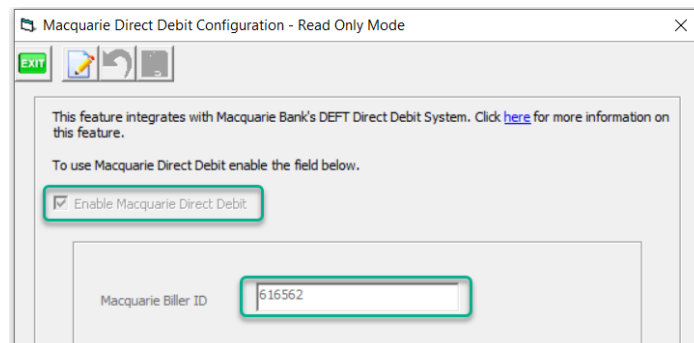 Macquarie Direct Debit Configuration - Read Only Mode
EXIT
This feature integrates with Macquarie Bank's DEFT Direct Debit System. Click here for more information on
this feature.
To use Macquarie Direct Debit enable the field below.
Enable Macquarie Direct Debit
Macquarie Biller ID
616562